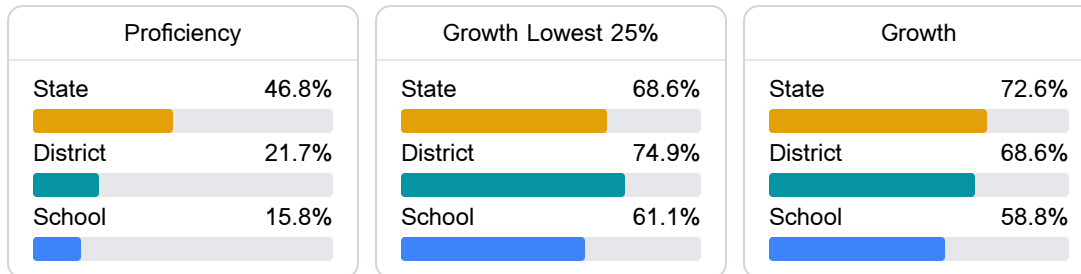 Proficiency
State 46.8%
District 21.7%
School 15.8%
Growth Lowest 25%
State 68.6%
District 74.9%
School 61.1%
Growth
State 72.6%
District 68.6%
School 58.8%